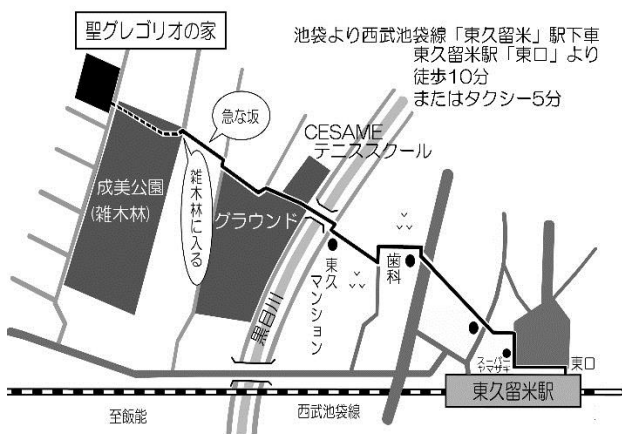 聖グレゴリオの家
池袋より西武池袋線「東久留米」駅下車
東久留米駅「東口」より
徒歩10分
またはタクシー5分
急な坂
CESAME
テニススクール
成美公園
(雑木林)
雑木林に入る
グラウンド
東久
マンション
歯科
黒目川
スーパー
ヤマザキ
東口
東久留米駅
至飯能
西武池袋線